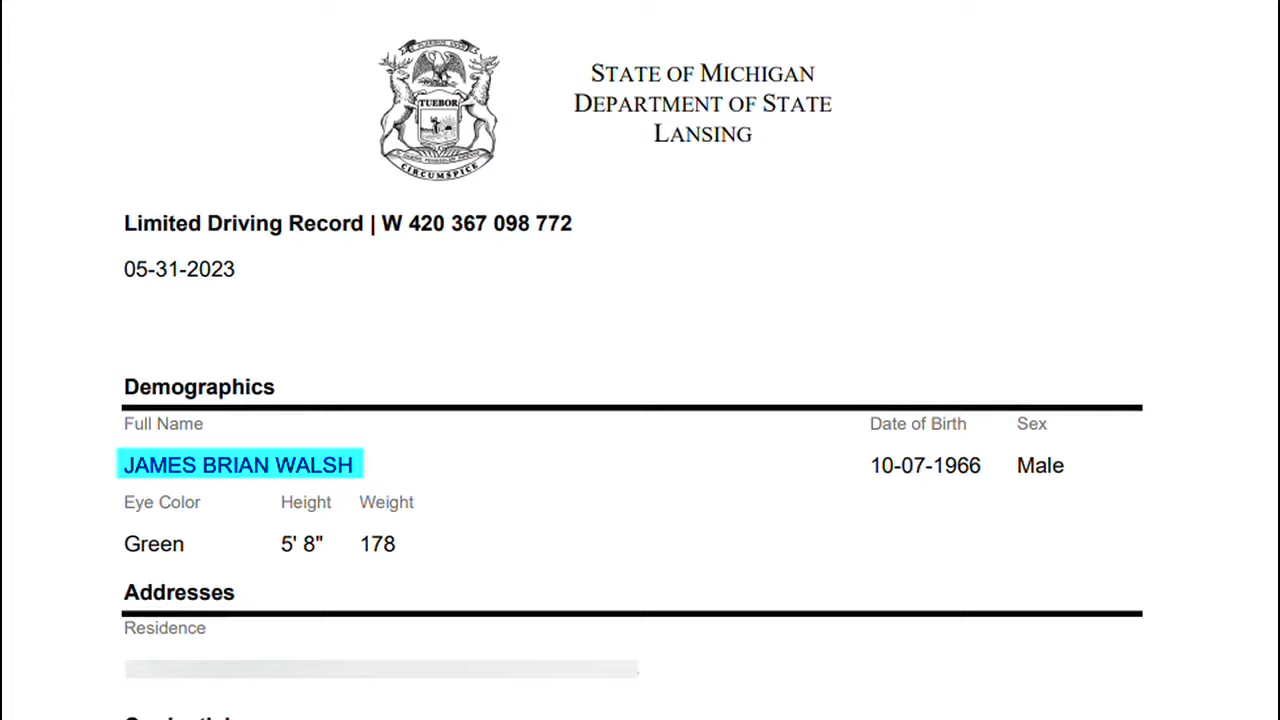 TUEBOR
CIRCUMSPICE
STATE OF MICHIGAN
DEPARTMENT OF STATE
LANSING
Limited Driving Record | W 420 367 098 772
05-31-2023
Demographics
Full Name Date of Birth Sex
JAMES BRIAN WALSH 10-07-1966 Male
Eye Color Height Weight
Green 5' 8" 178
Addresses
Residence